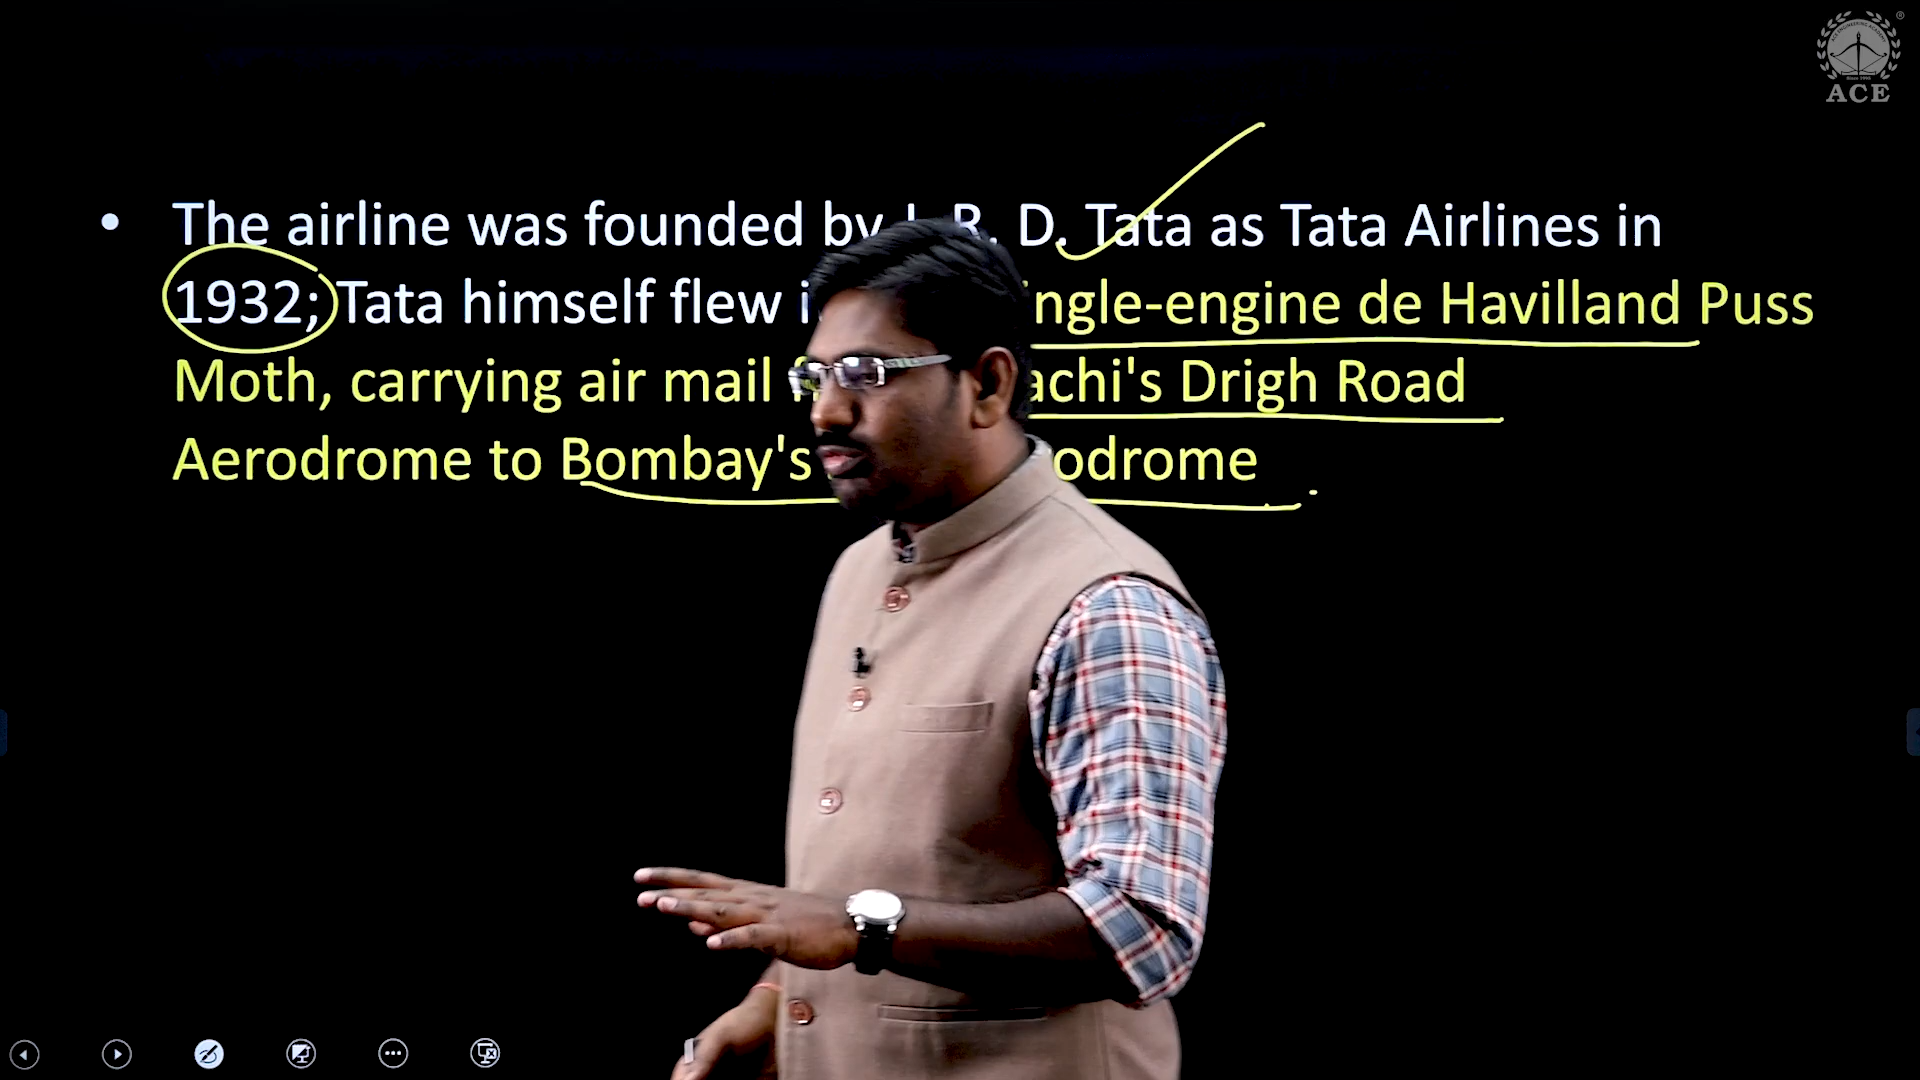 ACE
• The airline was founded by J. R. D. Tata as Tata Airlines in
1932; Tata himself flew ingle-engine de Havilland Puss
Moth, carrying air mail achi's Drigh Road
Aerodrome to Bombay's odrome